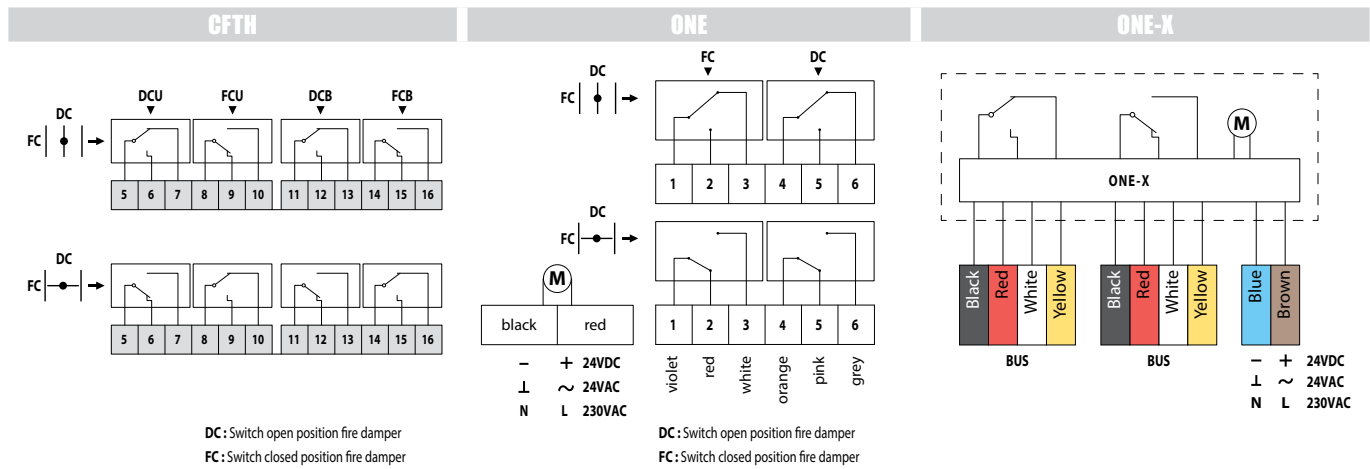 CFTH
DC
FC
DCU FCU DCB FCB
5 6 7 8 9 10 11 12 13 14 15 16
DC
FC
5 6 7 8 9 10 11 12 13 14 15 16
DC : Switch open position fire damper
FC : Switch closed position fire damper
ONE
DC
FC
FC DC
1 2 3 4 5 6
DC
FC
M
black red
1 2 3 4 5 6
violet red white orange pink grey
– + 24VDC
⊥ ~ 24VAC
N L 230VAC
DC : Switch open position fire damper
FC : Switch closed position fire damper
ONE-X
M
ONE-X
Black Red White Yellow Black Red White Yellow Blue Brown
BUS BUS
– + 24VDC
⊥ ~ 24VAC
N L 230VAC